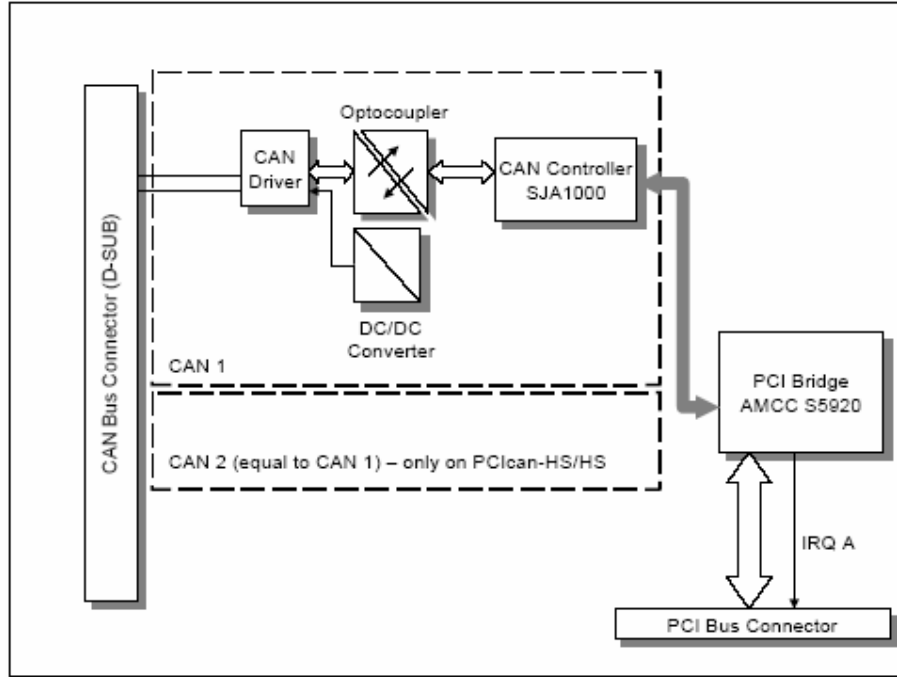 CAN Bus Connector (D-SUB)
Optocoupler
CAN
Driver
CAN Controller
SJA1000
DC/DC
Converter
CAN 1
CAN 2 (equal to CAN 1) – only on PCIcan-HS/HS
PCI Bridge
AMCC S5920
IRQ A
PCI Bus Connector